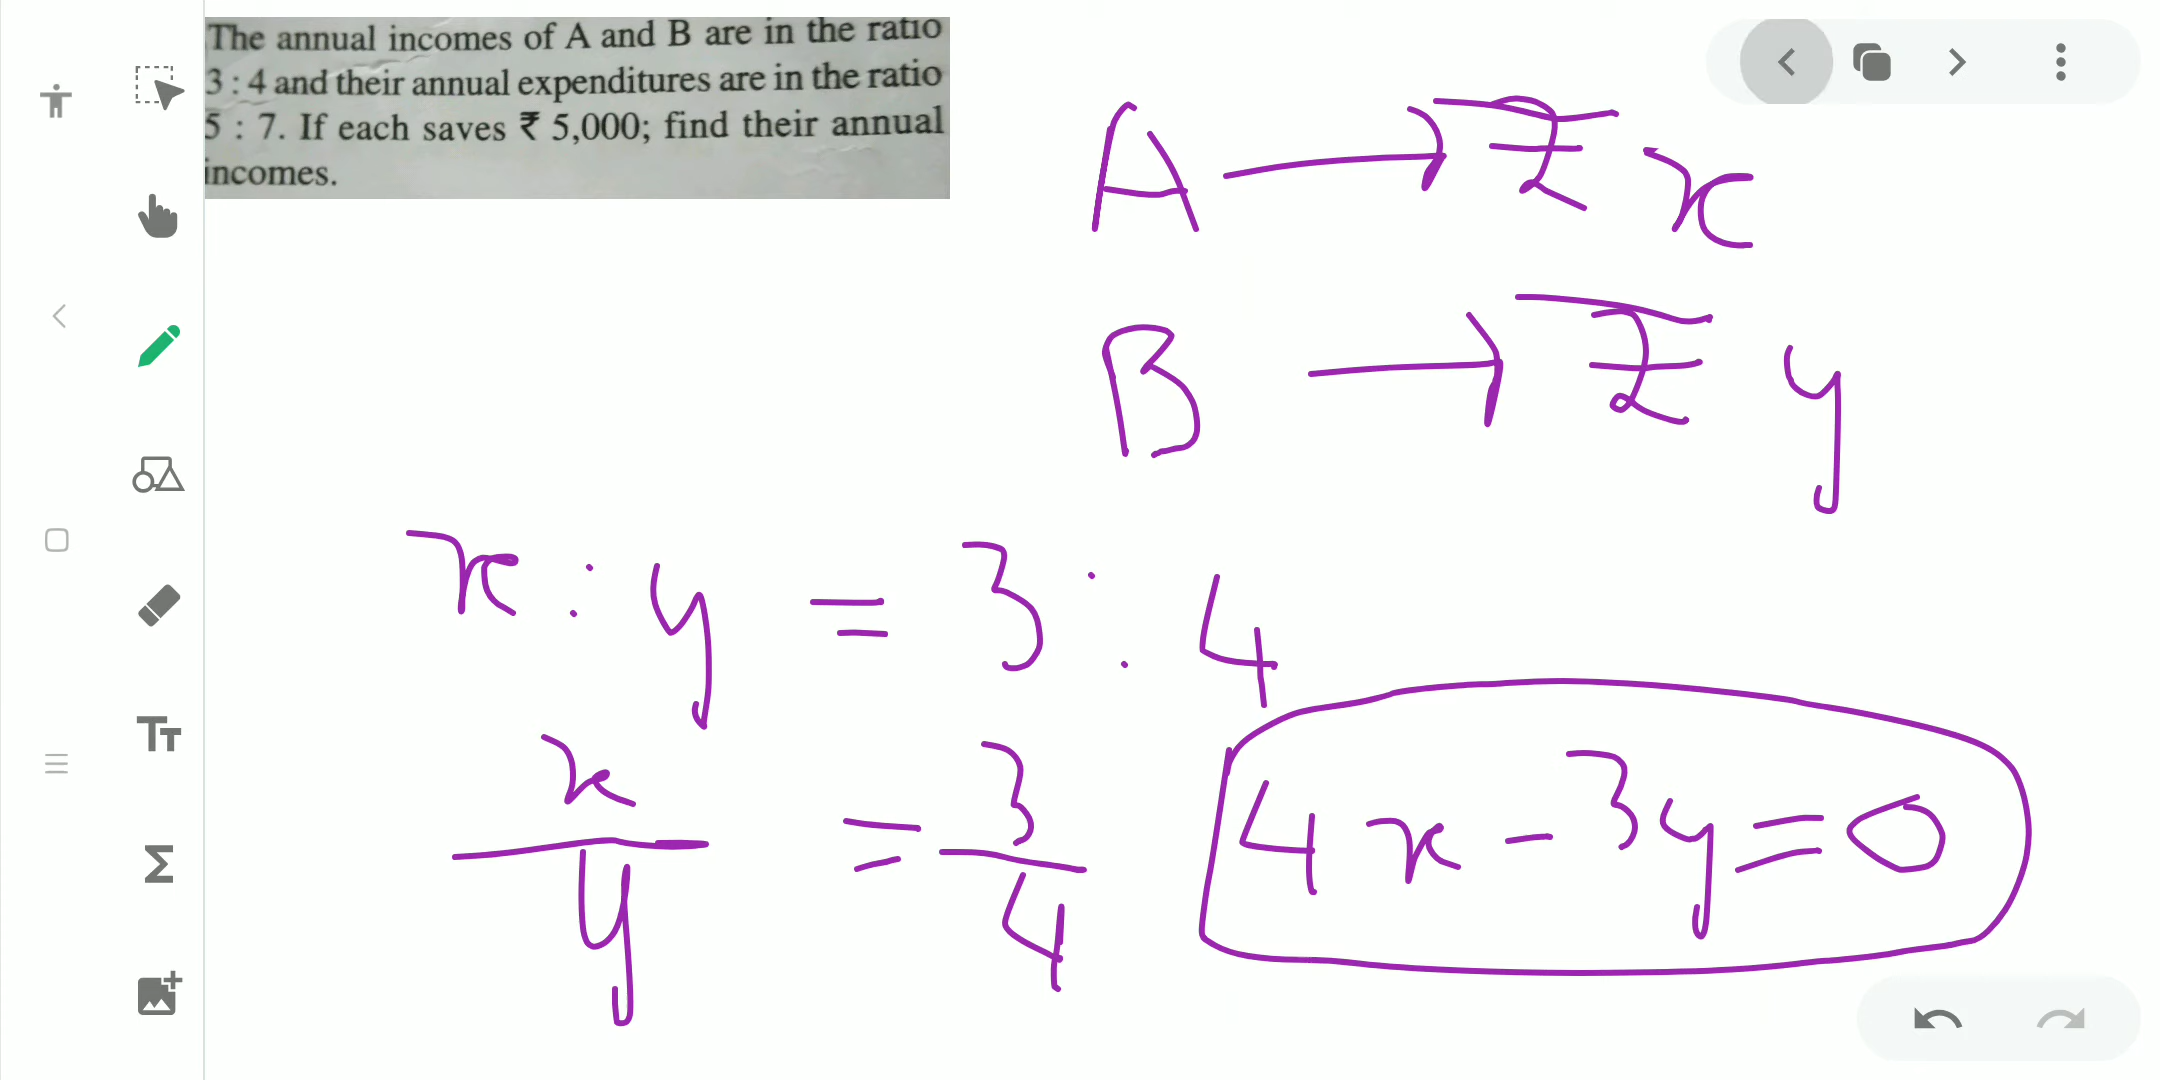 The annual incomes of A and B are in the ratio
3 : 4 and their annual expenditures are in the ratio
5 : 7. If each saves ₹ 5,000; find their annual
incomes.
A → ₹ x
B → ₹ y
x : y = 3 : 4
x/y = 3/4
4x - 3y = 0
Tт
Σ